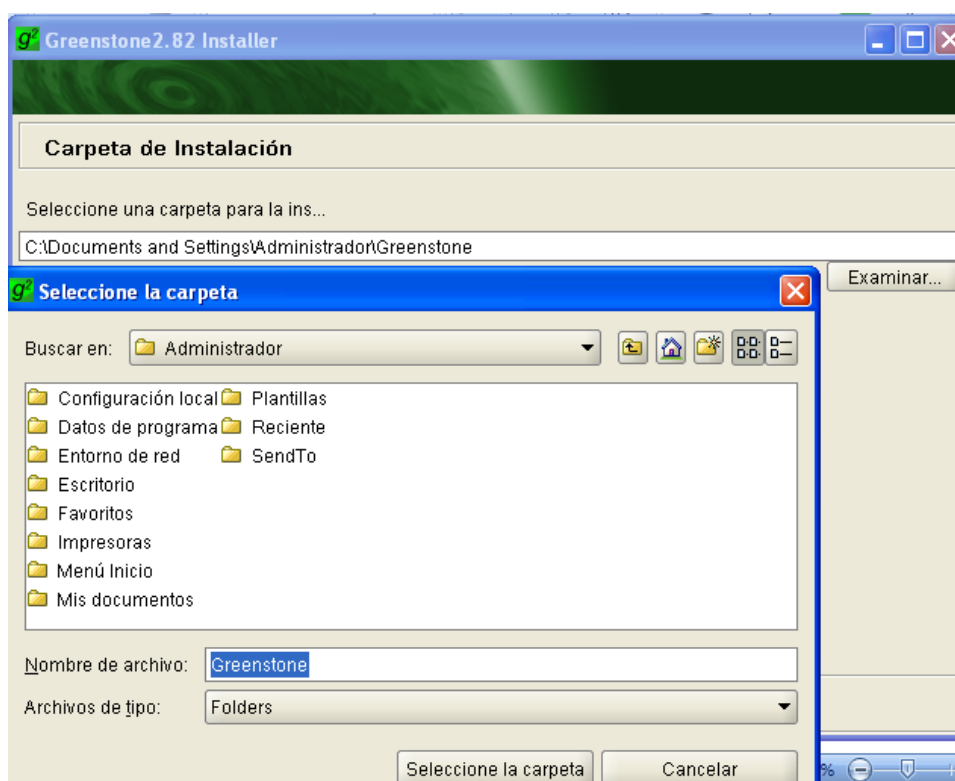 g² Greenstone2.82 Installer
Carpeta de Instalación
Seleccione una carpeta para la ins...
C:\Documents and Settings\Administrador\Greenstone
Examinar...
g² Seleccione la carpeta
Buscar en: Administrador
Configuración local Plantillas
Datos de programa Reciente
Entorno de red SendTo
Escritorio
Favoritos
Impresoras
Menú Inicio
Mis documentos
Nombre de archivo: Greenstone
Archivos de tipo: Folders
Seleccione la carpeta Cancelar
%